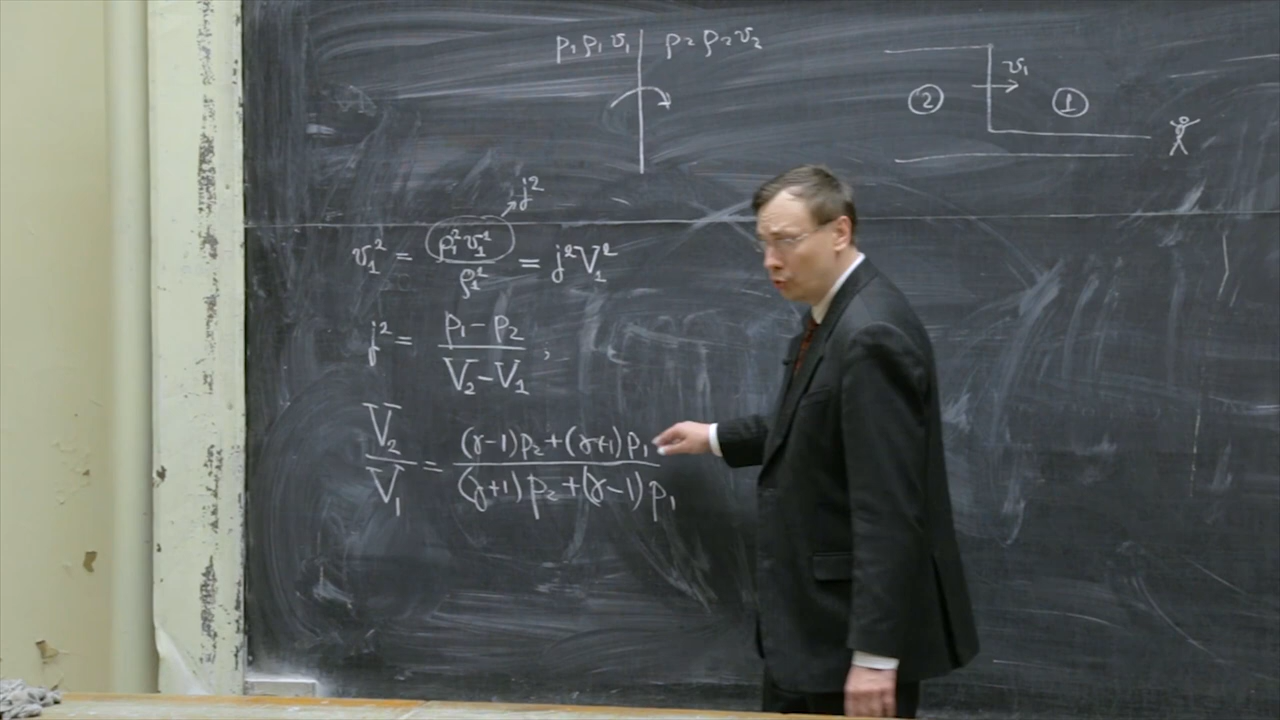 p₁ ρ₁ v₁ | p₂ ρ₂ v₂
② v₁ ①
j²
v₁² = ρ₁²v₁² / ρ₁² = j²V₁²
j² = (p₁ − p₂) / (V₂ − V₁) ;
V₂ / V₁ = ((γ−1)p₂ + (γ+1)p₁) / ((γ+1)p₂ + (γ−1)p₁)